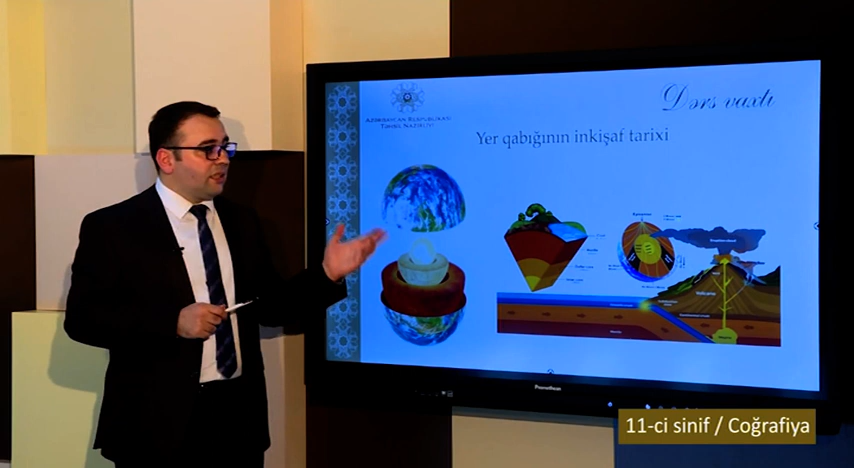 Dərs vaxtı
AZƏRBAYCAN RESPUBLİKASI
TƏHSİL NAZİRLİYİ
Yer qabığının inkişaf tarixi
Promethean
11-ci sinif / Coğrafiya